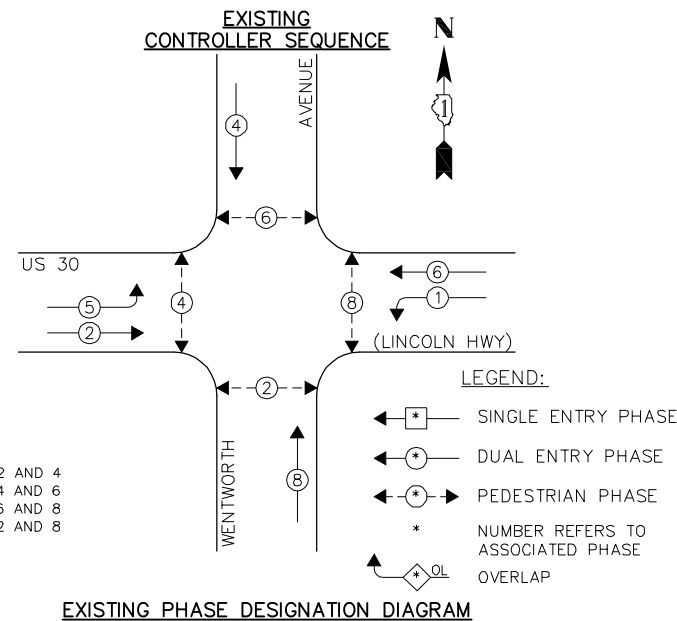 EXISTING
CONTROLLER SEQUENCE
N
1
AVENUE
4
6
US 30
6
5
4
8
1
2
(LINCOLN HWY)
2
LEGEND:
* SINGLE ENTRY PHASE
* DUAL ENTRY PHASE
WENTWORTH
8
* PEDESTRIAN PHASE
* NUMBER REFERS TO
ASSOCIATED PHASE
* OL OVERLAP
2 AND 4
4 AND 6
6 AND 8
2 AND 8
EXISTING PHASE DESIGNATION DIAGRAM